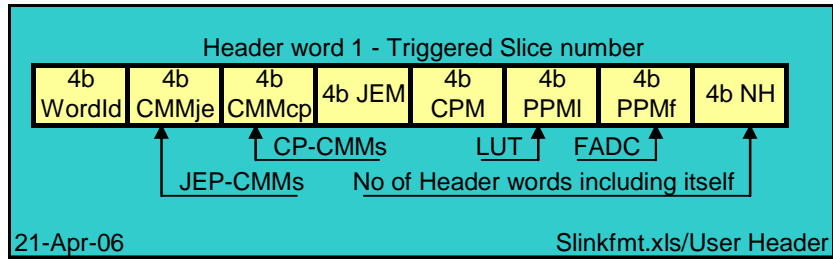 Header word 1 - Triggered Slice number
4b WordId
4b CMMje
4b CMMcp
4b JEM
4b CPM
4b PPMl
4b PPMf
4b NH
CP-CMMs
LUT
FADC
JEP-CMMs
No of Header words including itself
21-Apr-06
Slinkfmt.xls/User Header